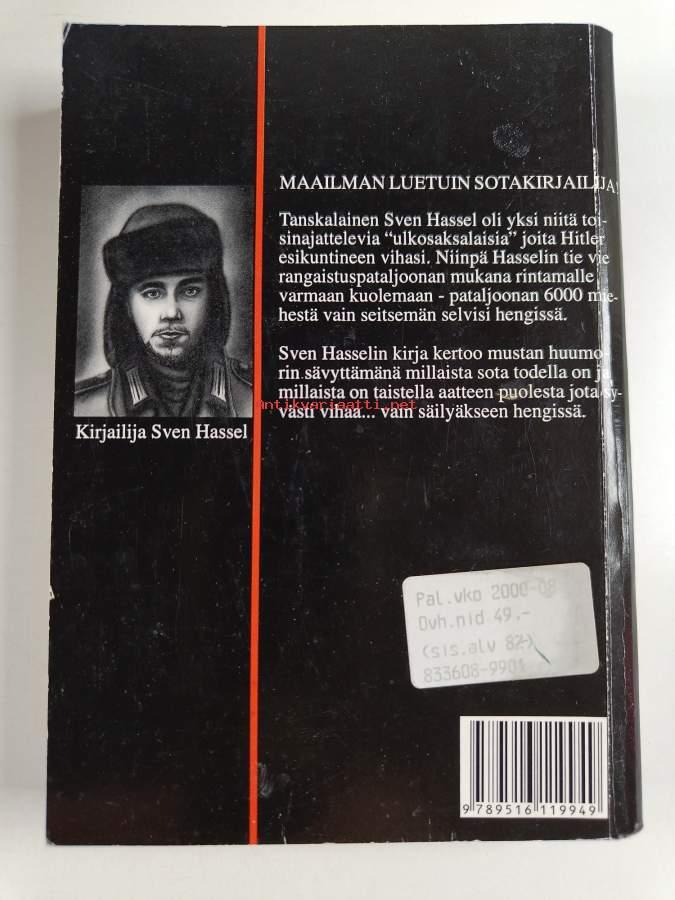 MAAILMAN LUETUIN SOTAKIRJAILIJA!
Tanskalainen Sven Hassel oli yksi niitä toi-
sinajattelevia “ulkosaksalaisia” joita Hitler
esikuntineen vihasi. Niinpä Hasselin tie vie
rangaistuspataljoonan mukana rintamalle
varmaan kuolemaan - pataljoonan 6000 mie-
hestä vain seitsemän selvisi hengissä.
Sven Hasselin kirja kertoo mustan huumo-
rin sävyttämänä millaista sota todella on ja
millaista on taistella aatteen puolesta jota sy-
västi vihaa... vain säilyäkseen hengissä.
Antikvariaatti.net
Kirjailija Sven Hassel
Pal.vko 2000-08
Ovh.nid 49,-
(sis.alv 8%)
833608-9901
9 789516 119949